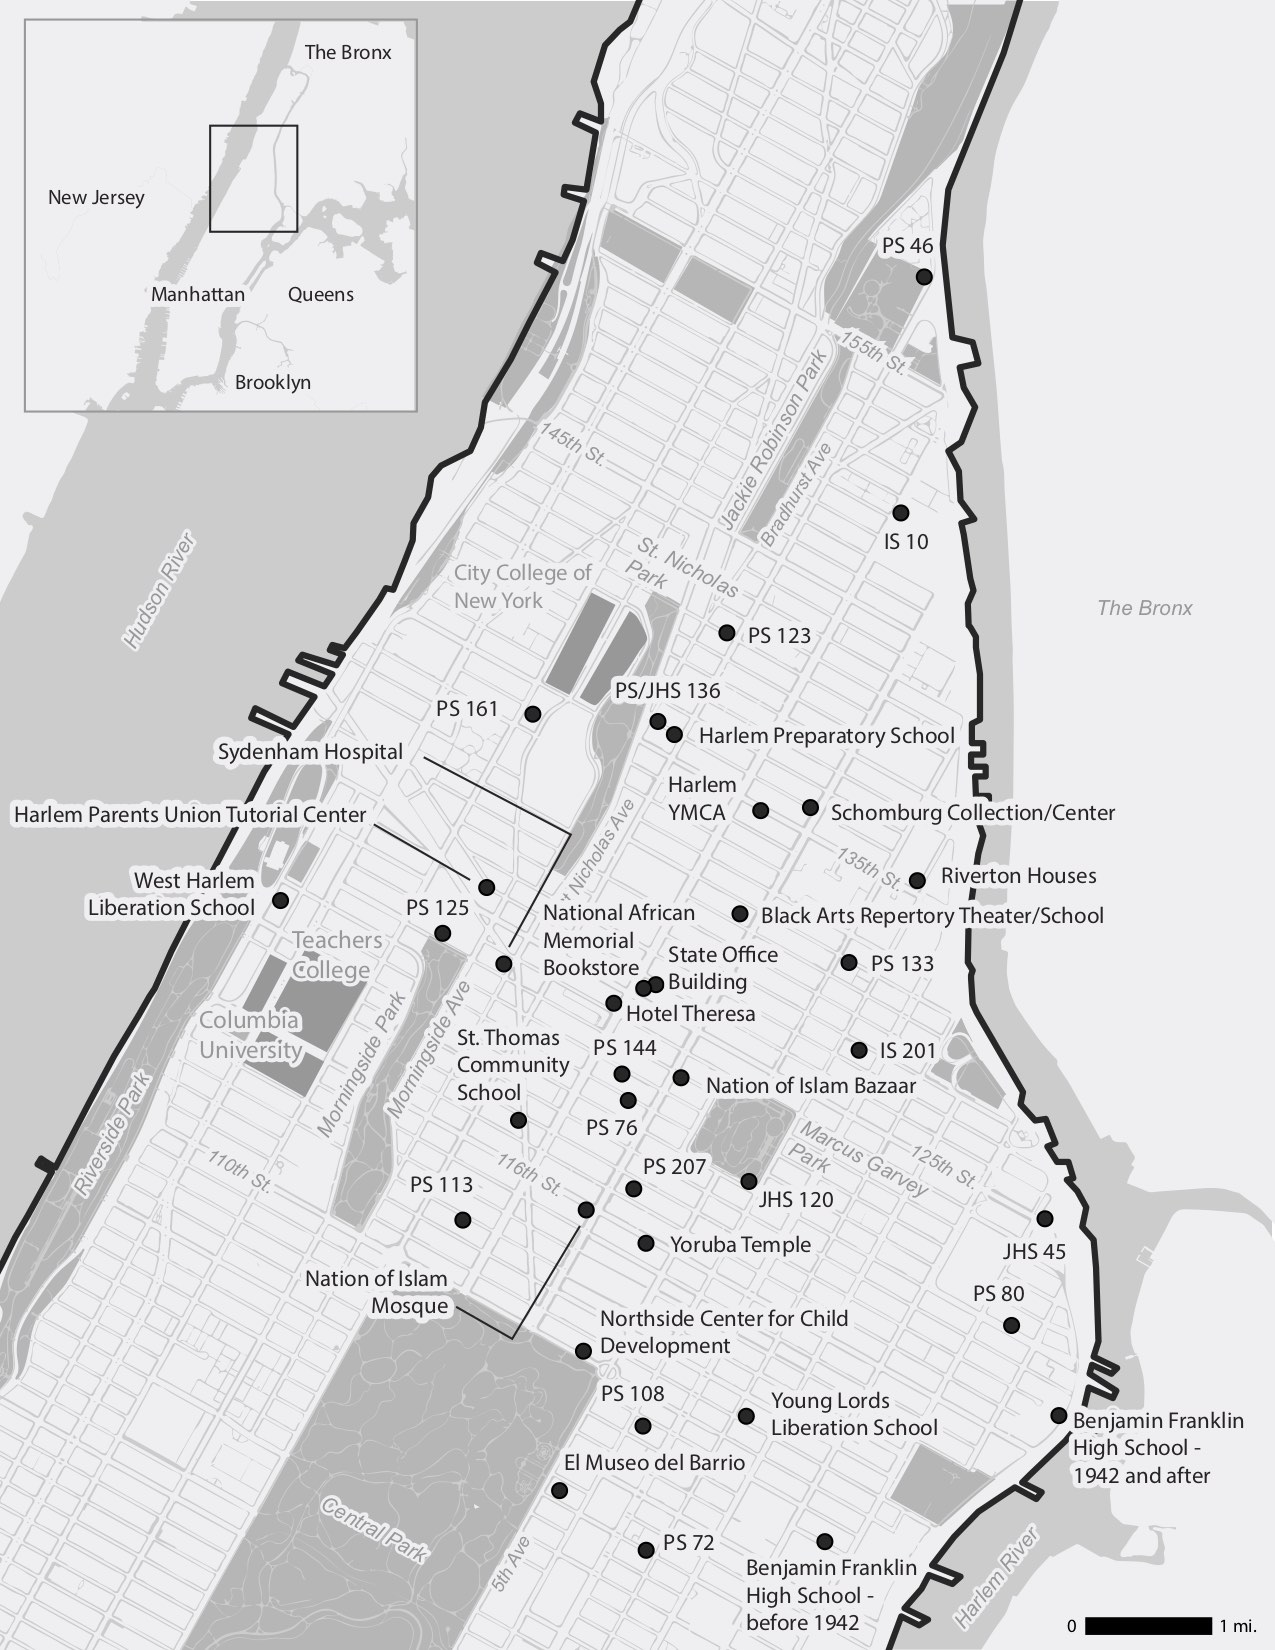 The Bronx
New Jersey
Manhattan
Queens
Brooklyn
PS 46
155th St.
Jackie Robinson Park
Bradhurst Ave
145th St.
IS 10
Hudson River
City College of
New York
St. Nicholas
Park
The Bronx
PS 123
PS/JHS 136
PS 161
Harlem Preparatory School
Sydenham Hospital
Harlem
YMCA
Schomburg Collection/Center
Harlem Parents Union Tutorial Center
t Nicholas Ave
135th St.
Riverton Houses
West Harlem
Liberation School
PS 125
National African
Memorial
Bookstore
Black Arts Repertory Theater/School
Teachers
College
State Office
Building
PS 133
Hotel Theresa
Columbia
University
Morningside Park
Morningside Ave
St. Thomas
Community
School
PS 144
IS 201
Nation of Islam Bazaar
PS 76
Riverside Park
Marcus Garvey
Park
125th St.
110th St.
116th St.
PS 207
PS 113
JHS 120
Yoruba Temple
JHS 45
Nation of Islam
Mosque
PS 80
Northside Center for Child
Development
PS 108
Young Lords
Liberation School
Benjamin Franklin
High School -
1942 and after
El Museo del Barrio
Central Park
5th Ave
PS 72
Benjamin Franklin
High School -
before 1942
Harlem River
0 1 mi.